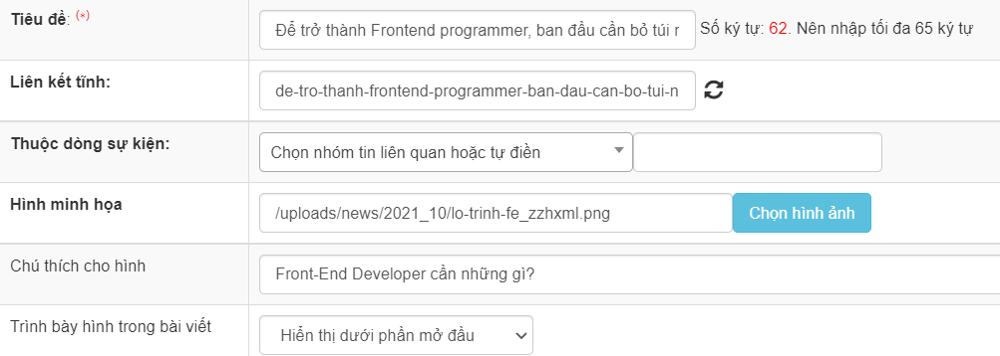 Tiêu đề: (*) Để trở thành Frontend programmer, ban đầu cần bỏ túi Số ký tự: 62. Nên nhập tối đa 65 ký tự
Liên kết tĩnh: de-tro-thanh-frontend-programmer-ban-dau-can-bo-tui-n
Thuộc dòng sự kiện: Chọn nhóm tin liên quan hoặc tự điền
Hình minh họa /uploads/news/2021_10/lo-trinh-fe_zzhxml.png Chọn hình ảnh
Chú thích cho hình Front-End Developer cần những gì?
Trình bày hình trong bài viết Hiển thị dưới phần mở đầu